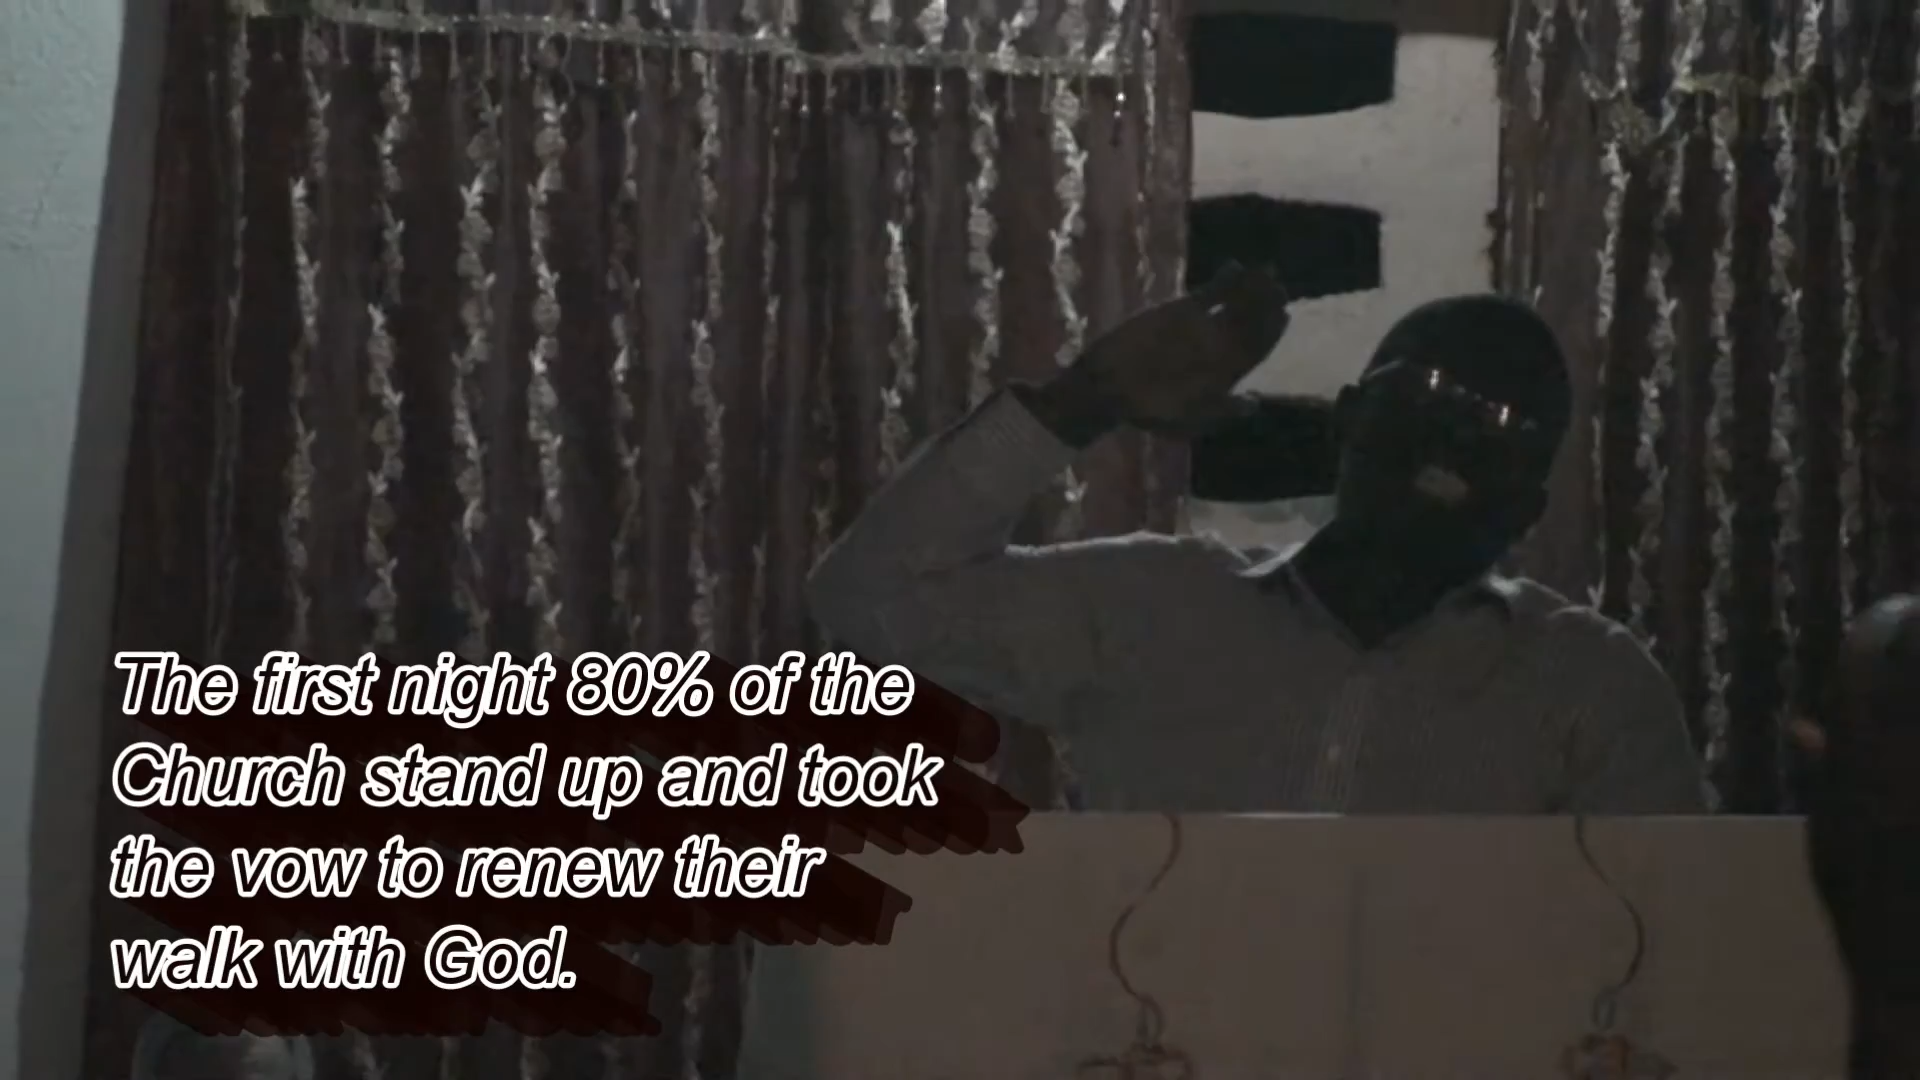 The first night 80% of the
Church stand up and took
the vow to renew their
walk with God.